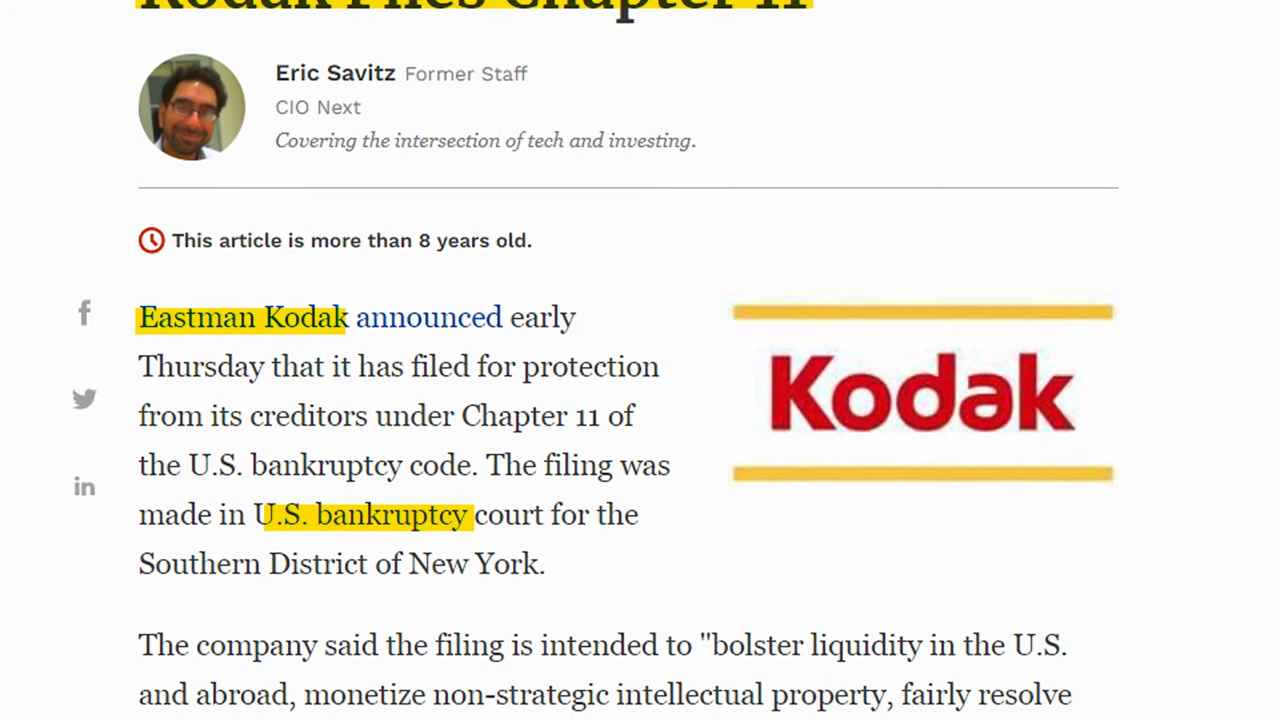 Kodak Files Chapter 11
Eric Savitz Former Staff
CIO Next
Covering the intersection of tech and investing.
This article is more than 8 years old.
f
in
Eastman Kodak announced early
Thursday that it has filed for protection
from its creditors under Chapter 11 of
the U.S. bankruptcy code. The filing was
made in U.S. bankruptcy court for the
Southern District of New York.
Kodak
The company said the filing is intended to "bolster liquidity in the U.S.
and abroad, monetize non-strategic intellectual property, fairly resolve